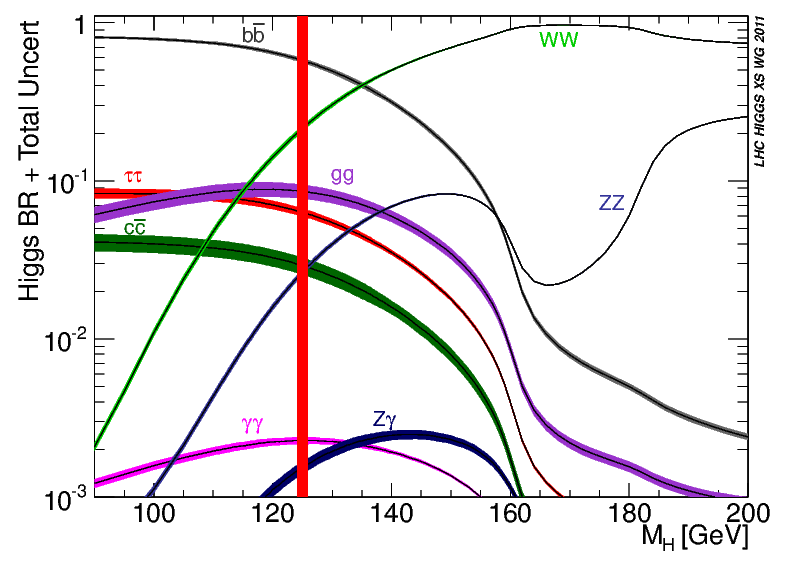 Higgs BR + Total Uncert
LHC HIGGS XS WG 2011
1
10⁻¹
10⁻²
10⁻³
bb̅
WW
ττ
gg
ZZ
cc̅
γγ
Zγ
100 120 140 160 180 200
M_H [GeV]